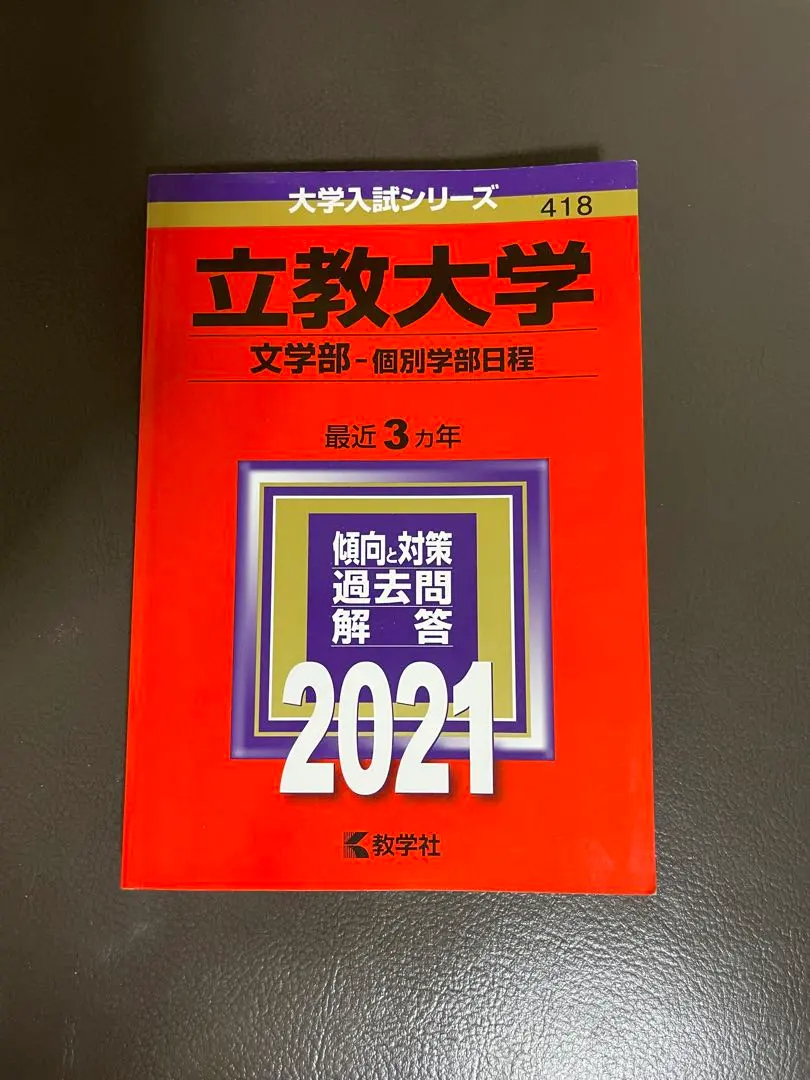 大学入試シリーズ
418
立教大学
文学部-個別学部日程
最近3ヵ年
傾向と対策
過去問
解答
2021
教学社